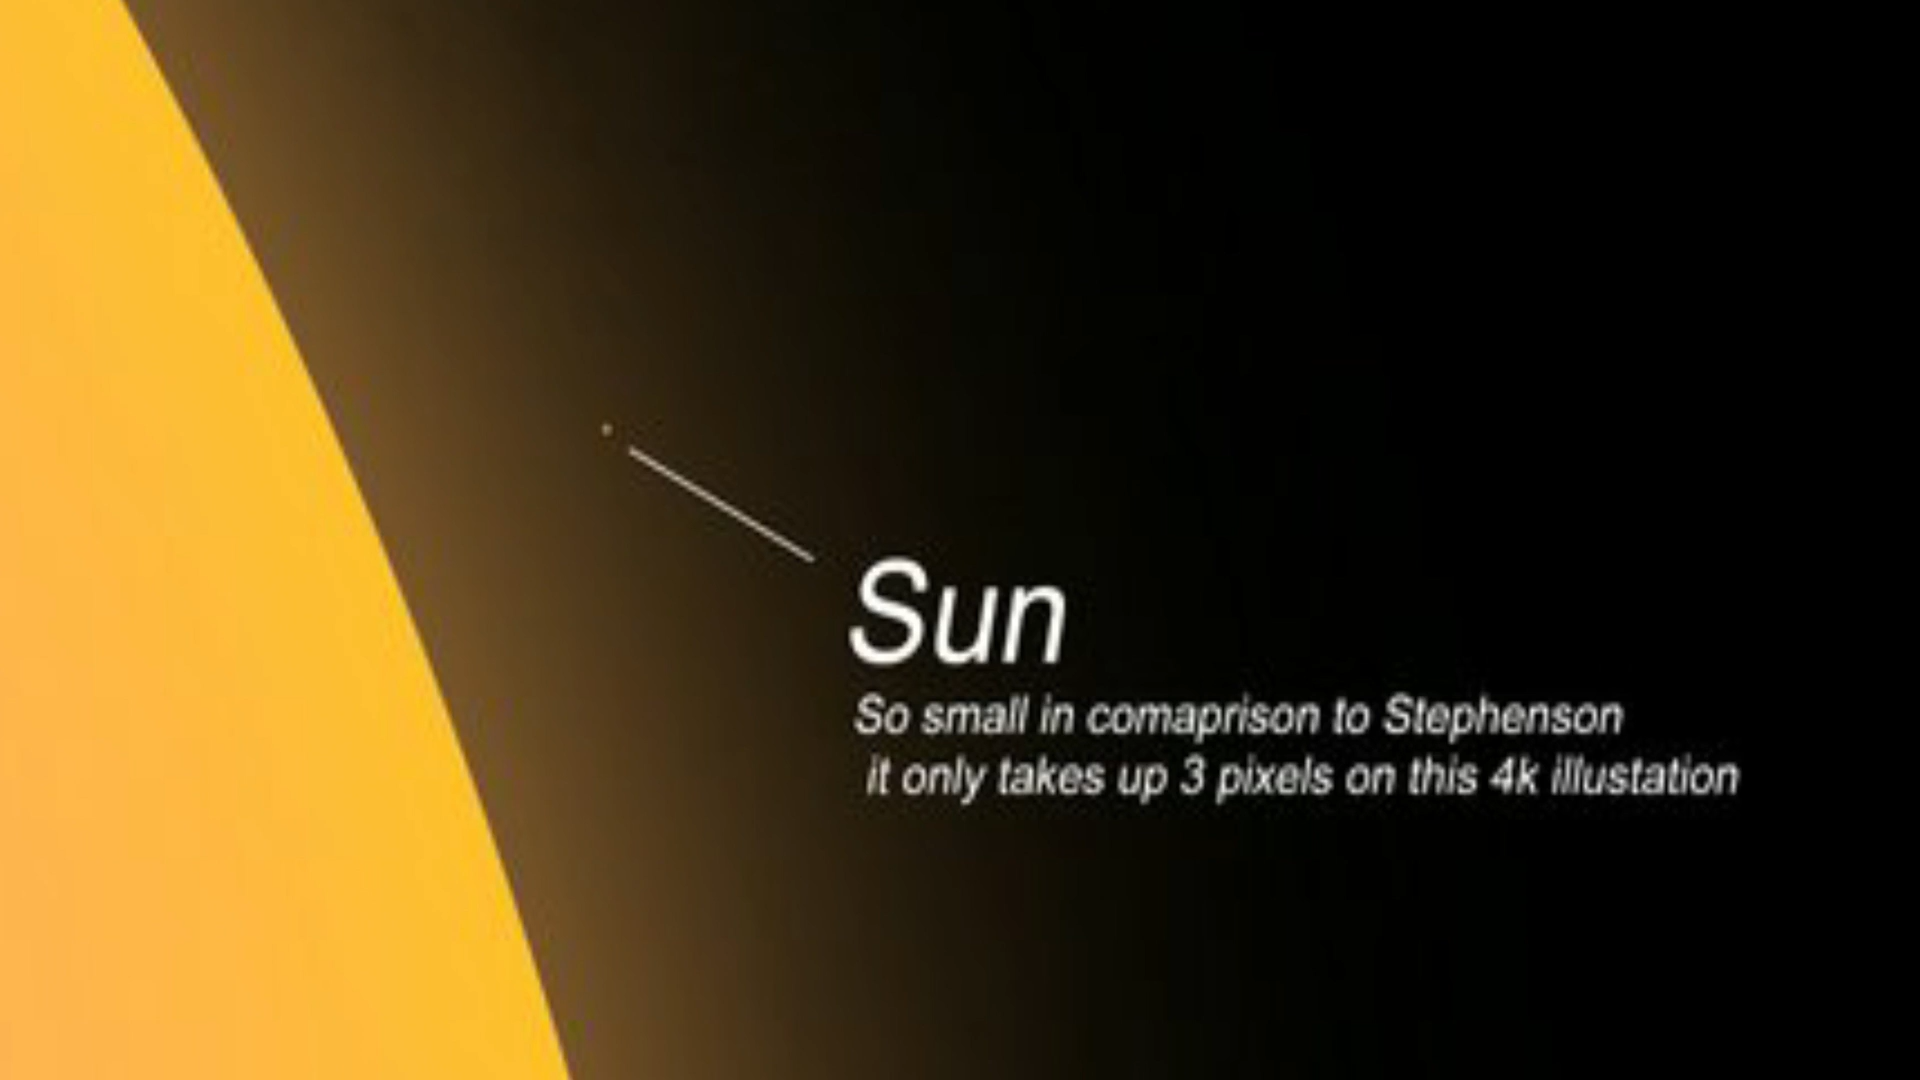 Sun
So small in comaprison to Stephenson
it only takes up 3 pixels on this 4k illustation